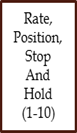 Rate,
Position,
Stop
And
Hold
(1-10)